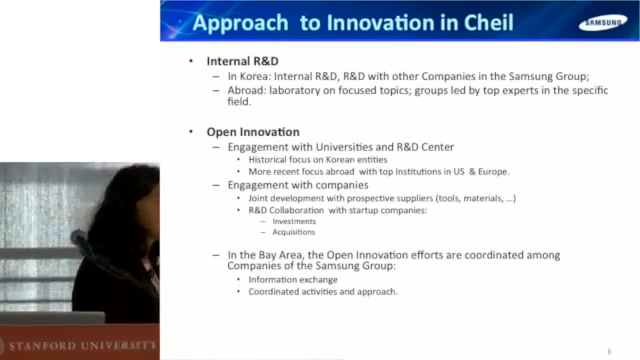 Approach to Innovation in Cheil
SAMSUNG
• Internal R&D
– In Korea: Internal R&D, R&D with other Companies in the Samsung Group;
– Abroad: laboratory on focused topics; groups led by top experts in the specific
field.
• Open Innovation
– Engagement with Universities and R&D Center
• Historical focus on Korean entities
• More recent focus abroad with top Institutions in US & Europe.
– Engagement with companies
• Joint development with prospective suppliers (tools, materials, ...)
• R&D Collaboration with startup companies:
– Investments
– Acquisitions
– In the Bay Area, the Open Innovation efforts are coordinated among
Companies of the Samsung Group:
• Information exchange
• Coordinated activities and approach.
STANFORD UNIVERSITY
6